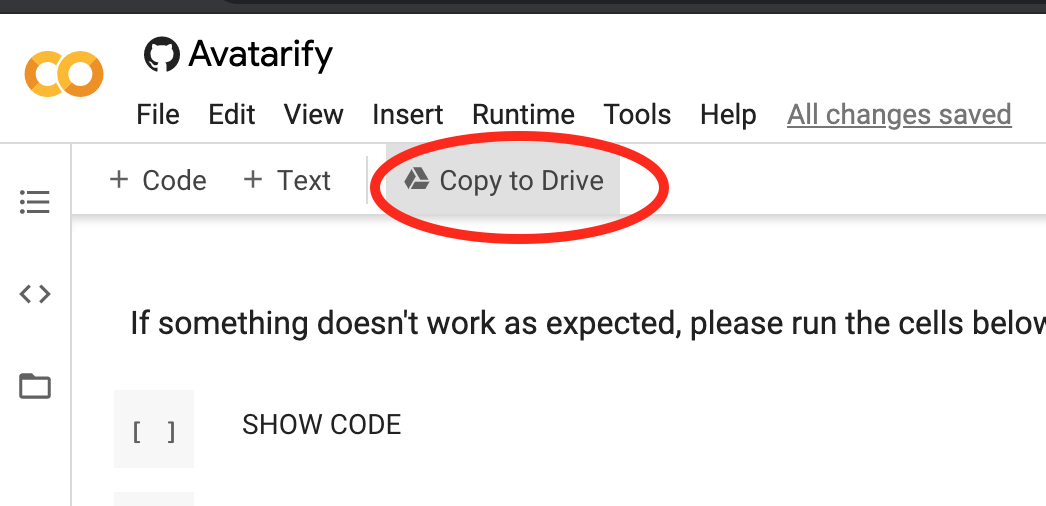 Avatarify
File Edit View Insert Runtime Tools Help All changes saved
+ Code + Text Copy to Drive
If something doesn't work as expected, please run the cells below
[ ] SHOW CODE